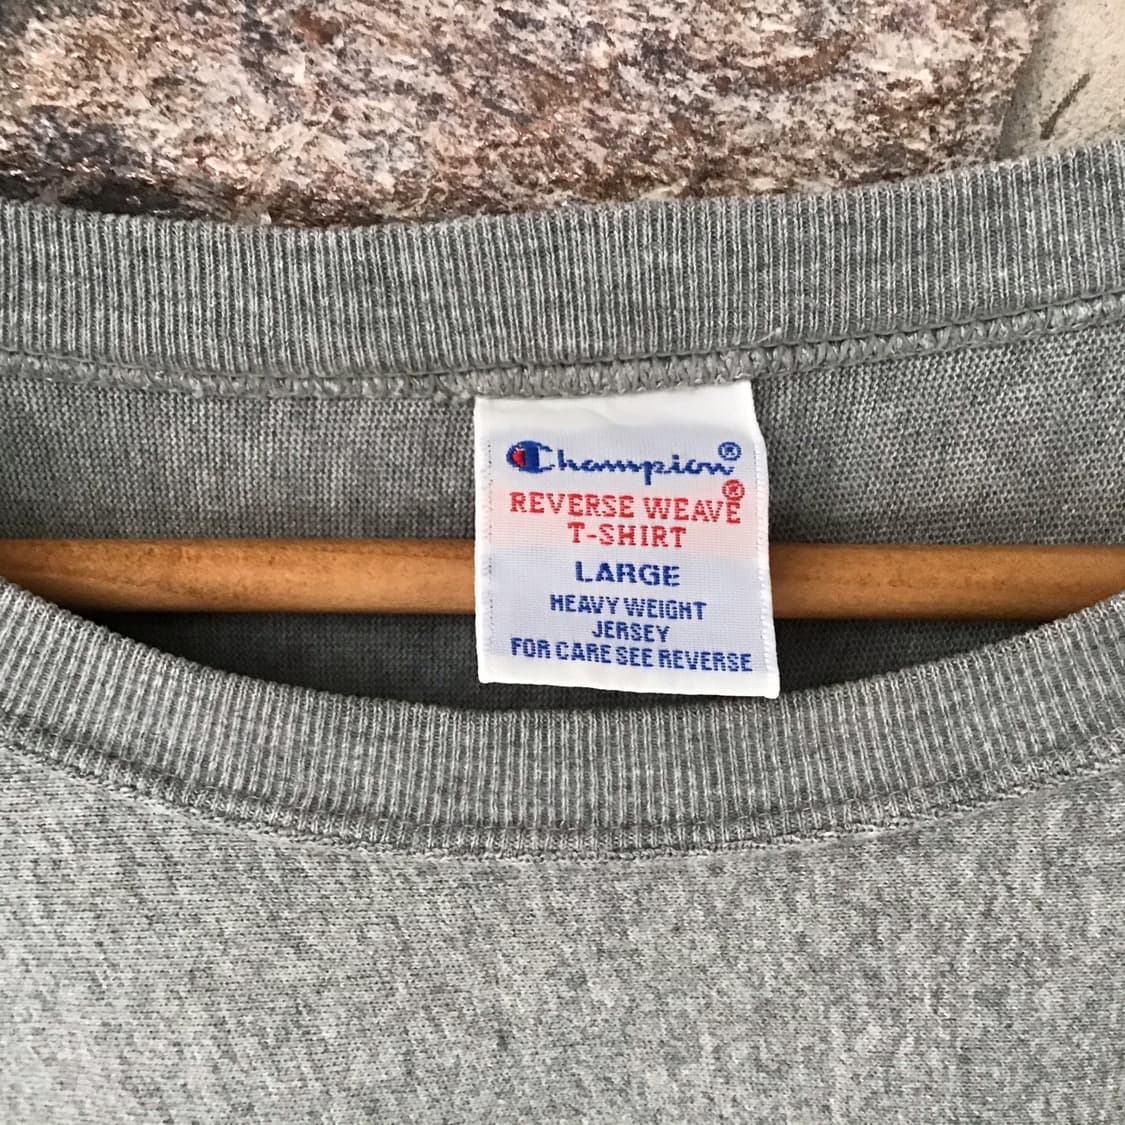 Champion®
REVERSE WEAVE®
T-SHIRT
LARGE
HEAVY WEIGHT
JERSEY
FOR CARE SEE REVERSE